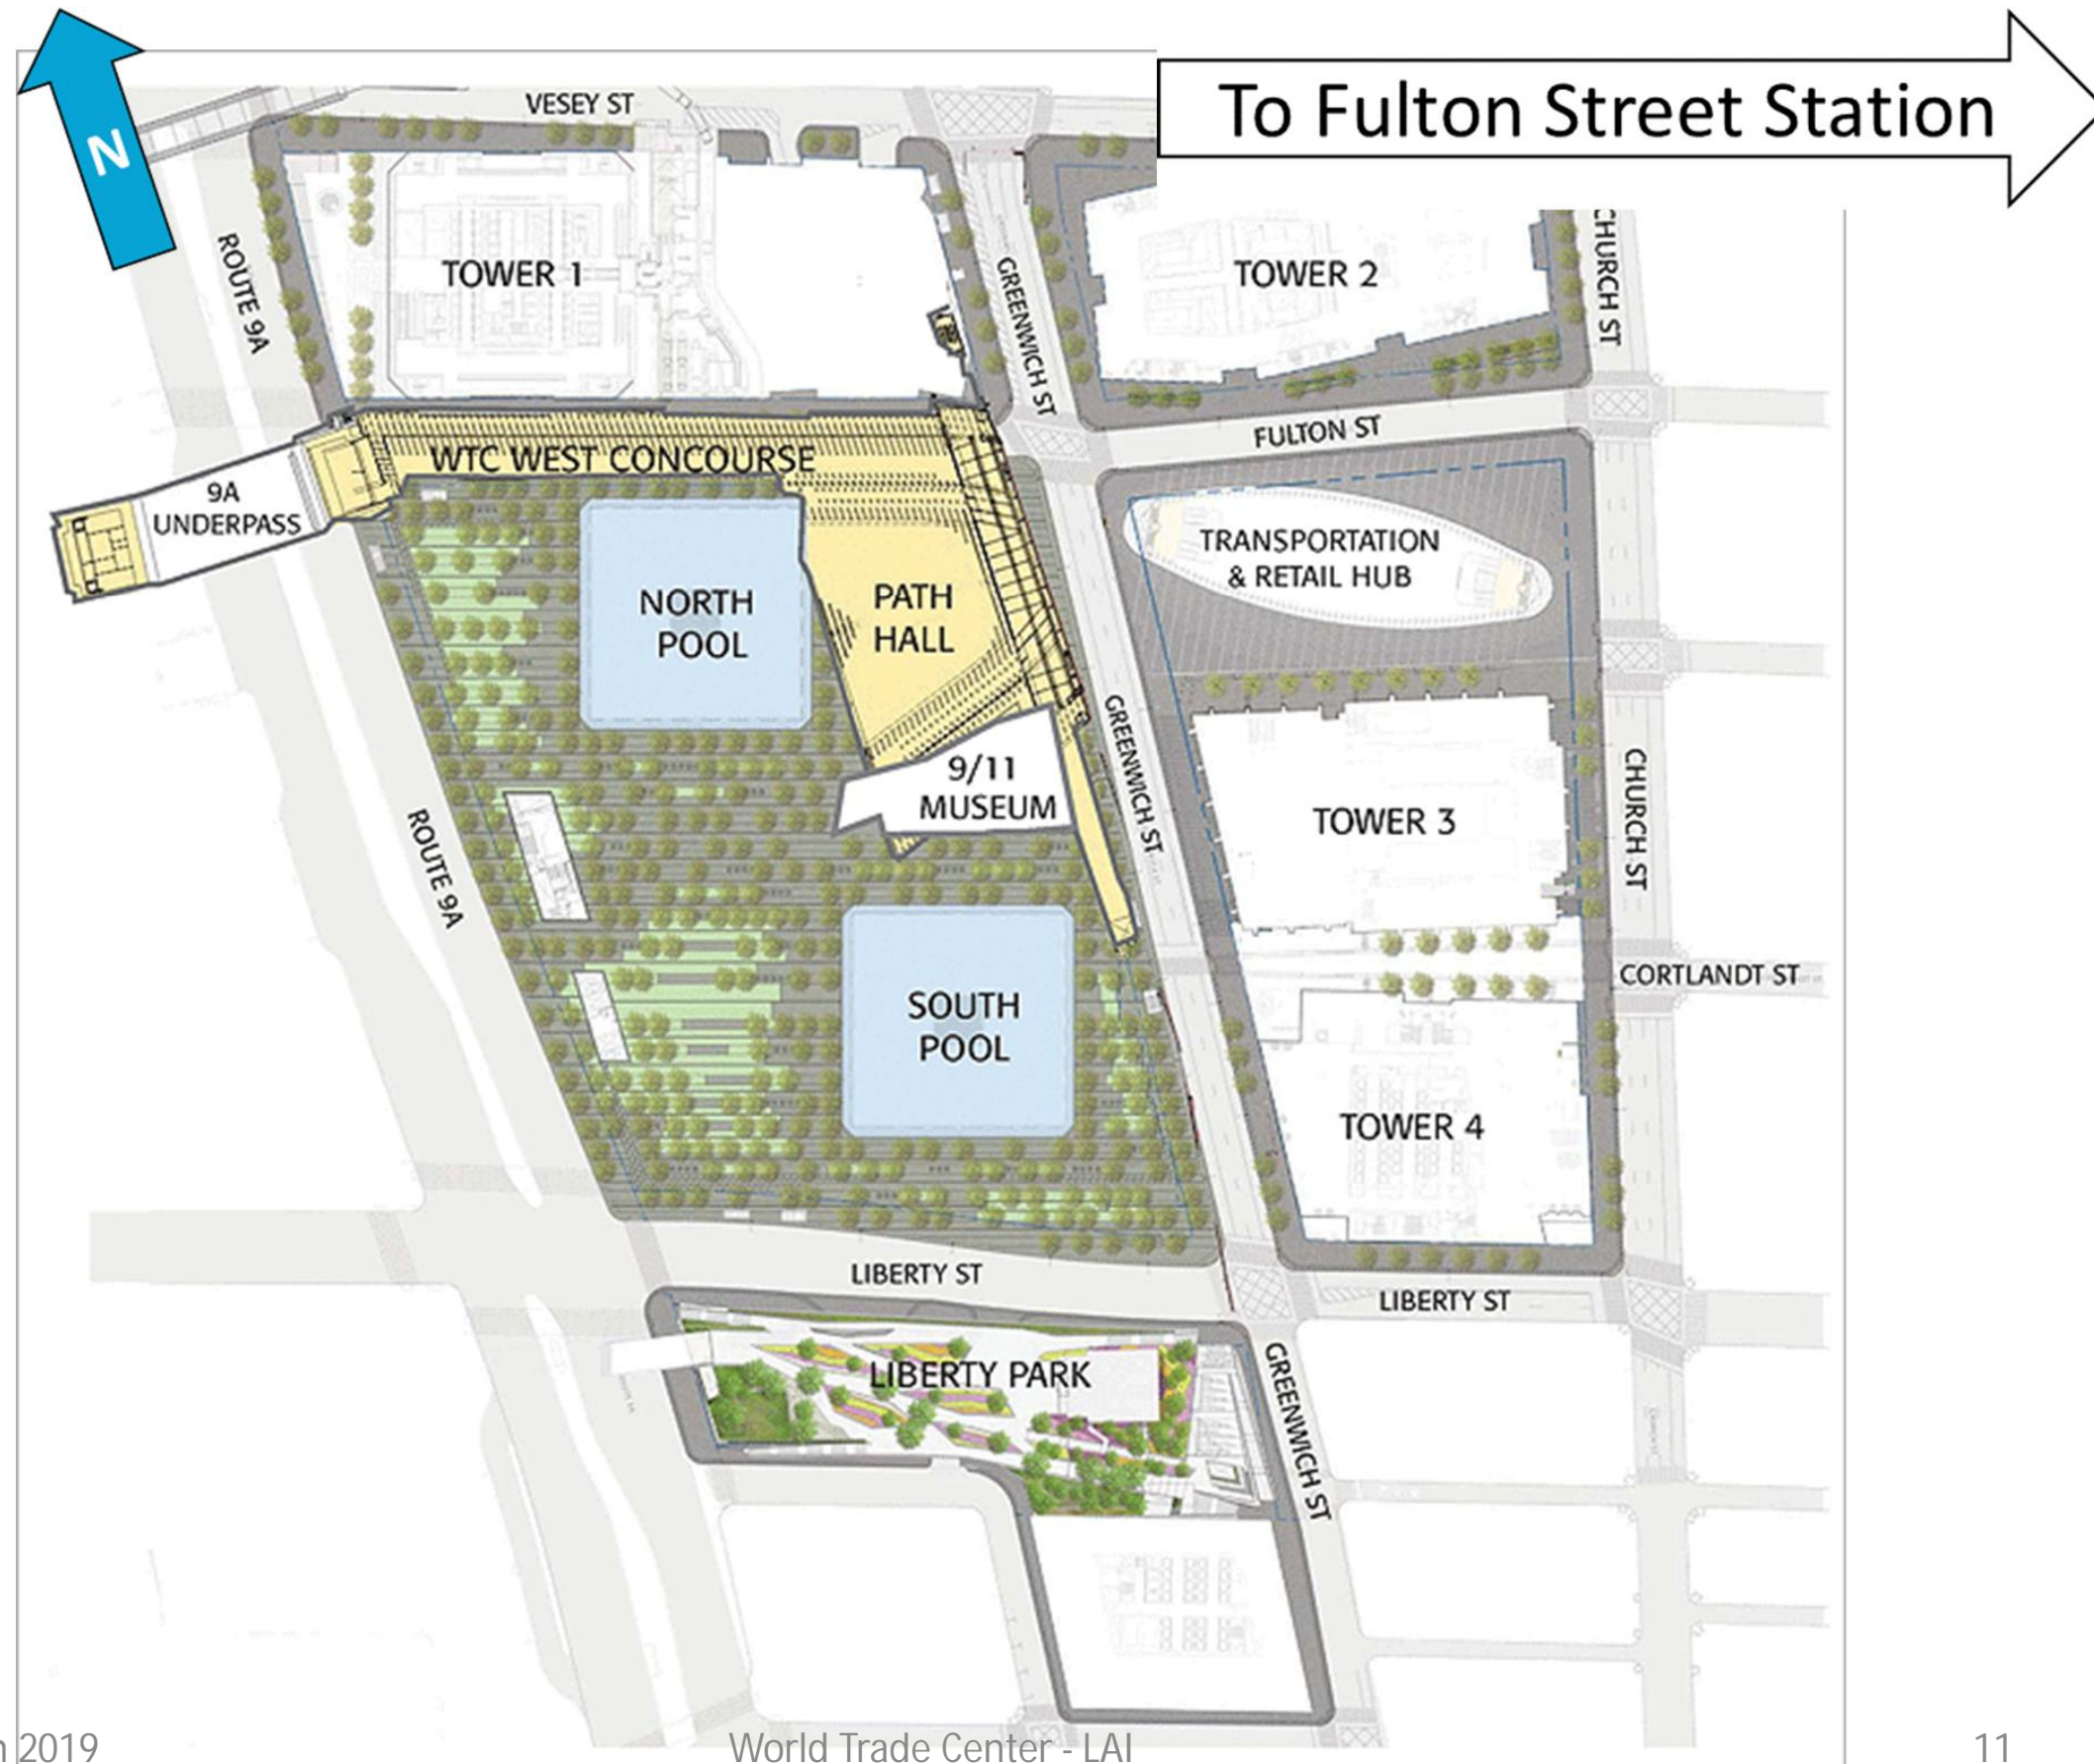 To Fulton Street Station
N
VESEY ST
ROUTE 9A
TOWER 1
GREENWICH ST
TOWER 2
CHURCH ST
FULTON ST
WTC WEST CONCOURSE
9A
UNDERPASS
NORTH
POOL
PATH
HALL
TRANSPORTATION
& RETAIL HUB
GREENWICH ST
9/11
MUSEUM
TOWER 3
CHURCH ST
ROUTE 9A
CORTLANDT ST
SOUTH
POOL
TOWER 4
LIBERTY ST
LIBERTY ST
LIBERTY PARK
GREENWICH ST
2019
World Trade Center - LAI
11